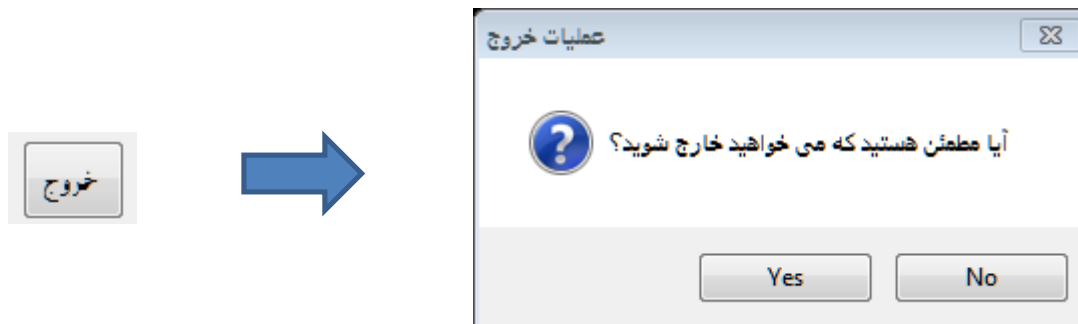 عملیات خروج
آیا مطمئن هستید که می خواهید خارج شوید؟
خروج
Yes
No